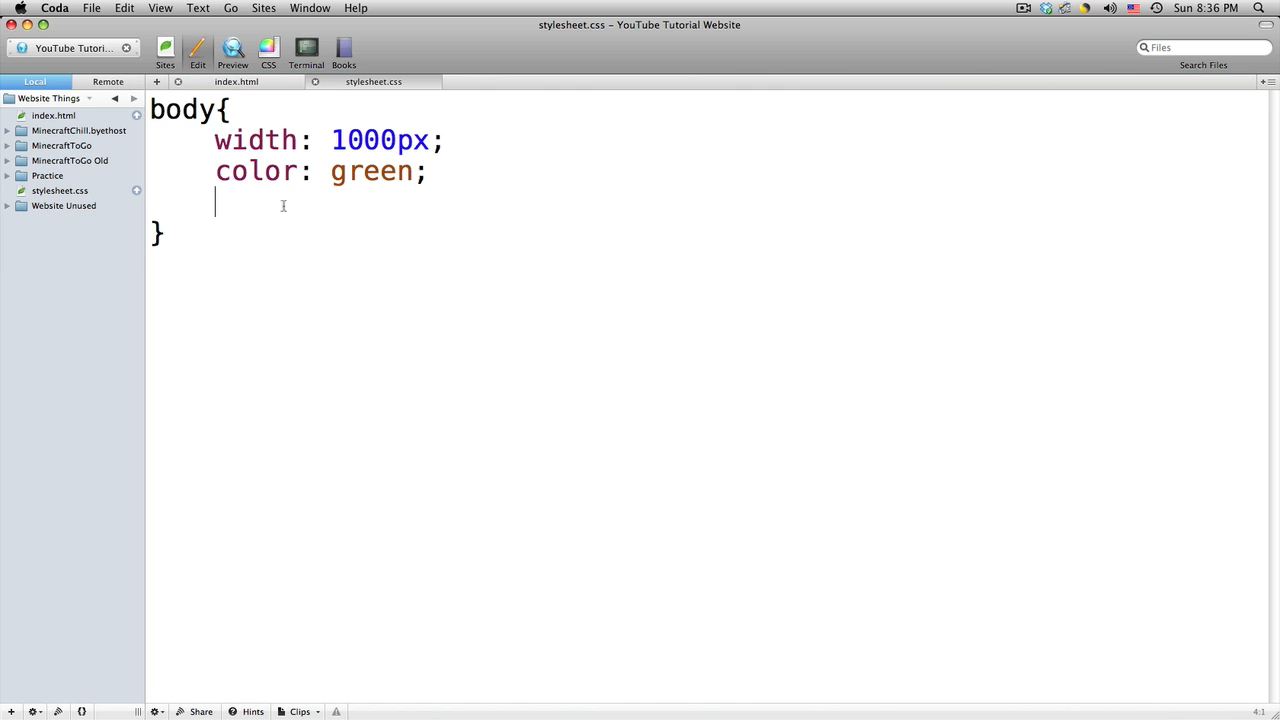 Coda File Edit View Text Go Sites Window Help Sun 8:36 PM
stylesheet.css – YouTube Tutorial Website
YouTube Tutori...
Sites Edit Preview CSS Terminal Books
Files
Search Files
Local Remote
index.html stylesheet.css
Website Things
index.html
MinecraftChill.byethost
MinecraftToGo
MinecraftToGo Old
Practice
stylesheet.css
Website Unused
body{
width: 1000px;
color: green;
}
Share Hints Clips 4:1